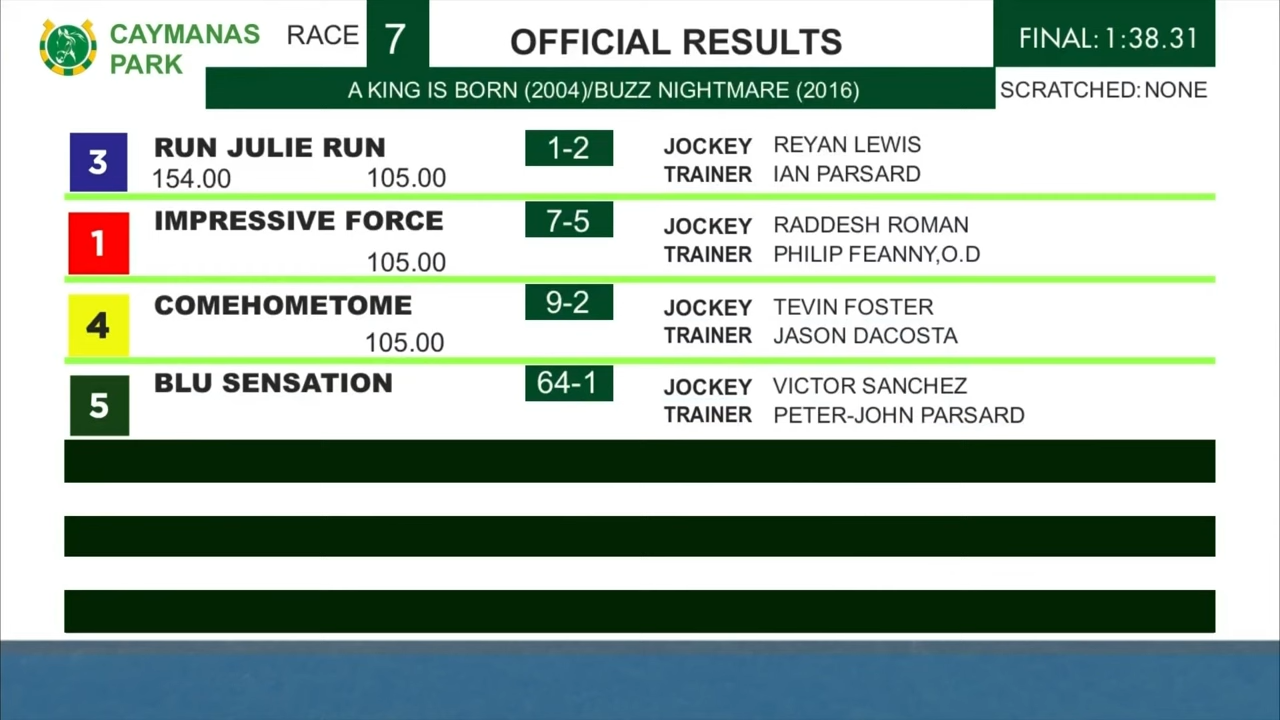 CAYMANAS PARK
RACE 7
OFFICIAL RESULTS
FINAL: 1:38.31
A KING IS BORN (2004)/BUZZ NIGHTMARE (2016)
SCRATCHED: NONE
3 RUN JULIE RUN 1-2 JOCKEY REYAN LEWIS
154.00 105.00 TRAINER IAN PARSARD
1 IMPRESSIVE FORCE 7-5 JOCKEY RADDESH ROMAN
105.00 TRAINER PHILIP FEANNY,O.D
4 COMEHOMETOME 9-2 JOCKEY TEVIN FOSTER
105.00 TRAINER JASON DACOSTA
5 BLU SENSATION 64-1 JOCKEY VICTOR SANCHEZ
TRAINER PETER-JOHN PARSARD